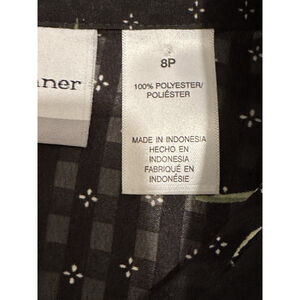 nner
8P
100% POLYESTER/
POLIÉSTER
MADE IN INDONESIA
HECHO EN
INDONESIA
FABRIQUÉ EN
INDONÉSIE